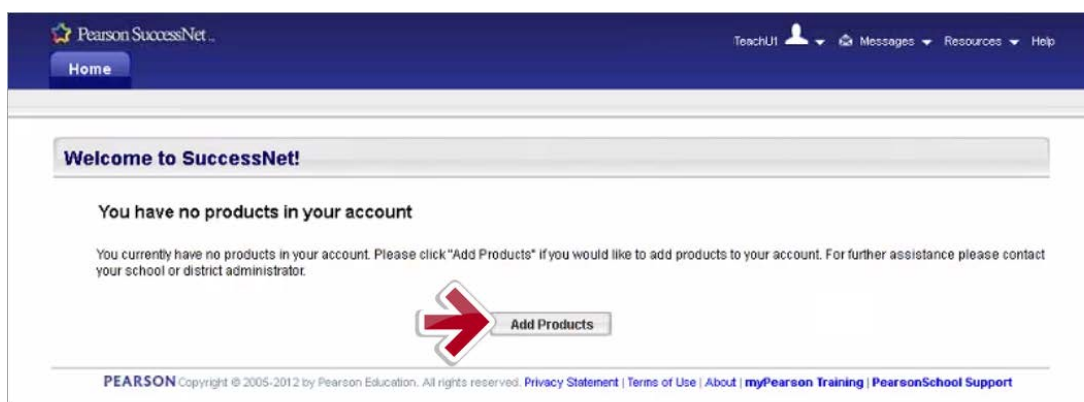 Pearson SuccessNet™
TeachU1 Messages Resources Help
Home
Welcome to SuccessNet!
You have no products in your account
You currently have no products in your account. Please click "Add Products" if you would like to add products to your account. For further assistance please contact
your school or district administrator.
Add Products
PEARSON Copyright © 2005-2012 by Pearson Education. All rights reserved. Privacy Statement | Terms of Use | About | myPearson Training | PearsonSchool Support